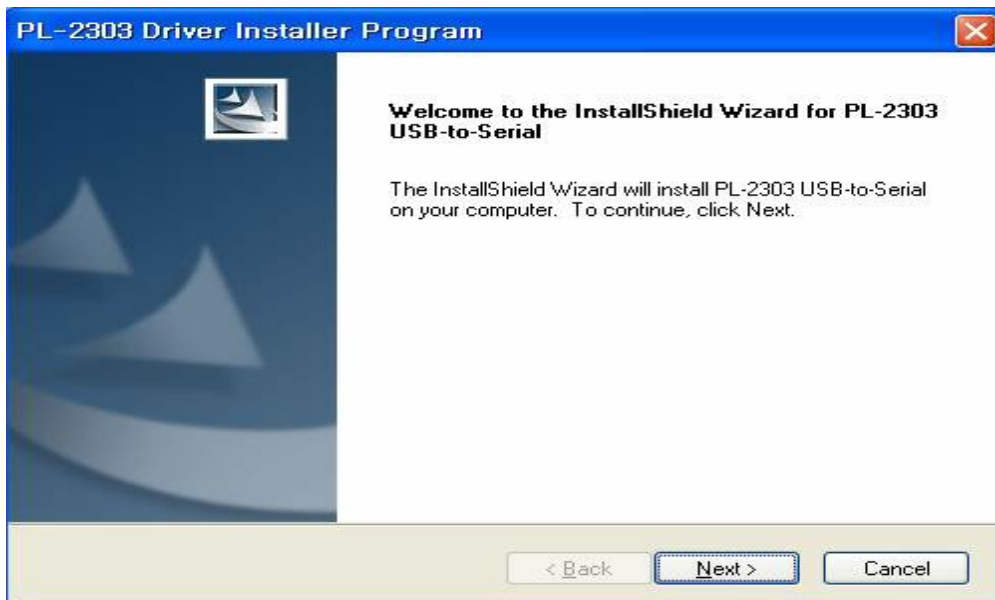 PL-2303 Driver Installer Program
Welcome to the InstallShield Wizard for PL-2303
USB-to-Serial
The InstallShield Wizard will install PL-2303 USB-to-Serial
on your computer. To continue, click Next.
< Back Next > Cancel